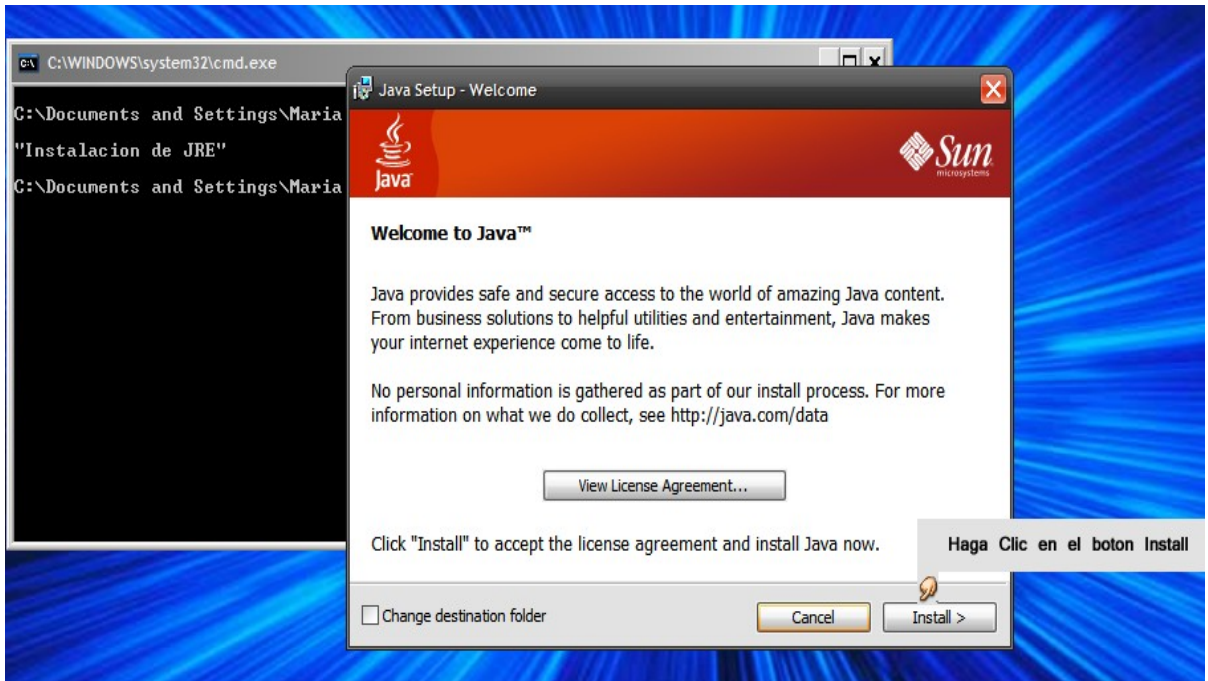 C:\WINDOWS\system32\cmd.exe
C:\Documents and Settings\Maria
"Instalacion de JRE"
C:\Documents and Settings\Maria
Java Setup - Welcome
Java
Sun
microsystems
Welcome to Java™
Java provides safe and secure access to the world of amazing Java content.
From business solutions to helpful utilities and entertainment, Java makes
your internet experience come to life.
No personal information is gathered as part of our install process. For more
information on what we do collect, see http://java.com/data
View License Agreement...
Click "Install" to accept the license agreement and install Java now.
Haga Clic en el boton Install
Change destination folder
Cancel
Install >